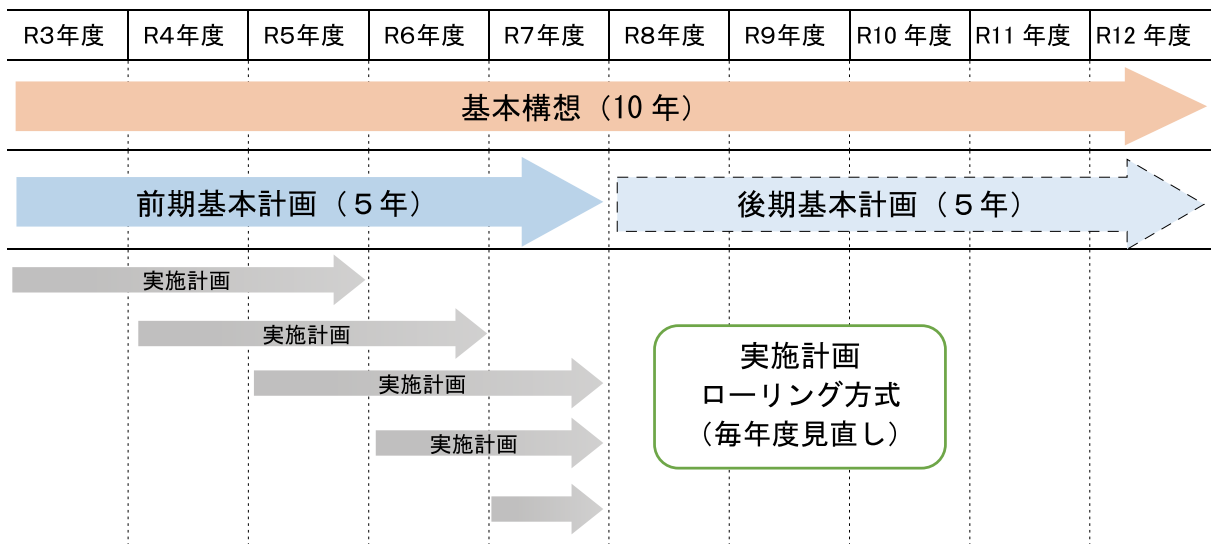 R3年度 R4年度 R5年度 R6年度 R7年度 R8年度 R9年度 R10 年度 R11 年度 R12 年度
基本構想（10 年）
前期基本計画（５年） 後期基本計画（５年）
実施計画
実施計画
実施計画
実施計画
実施計画
ローリング方式
（毎年度見直し）